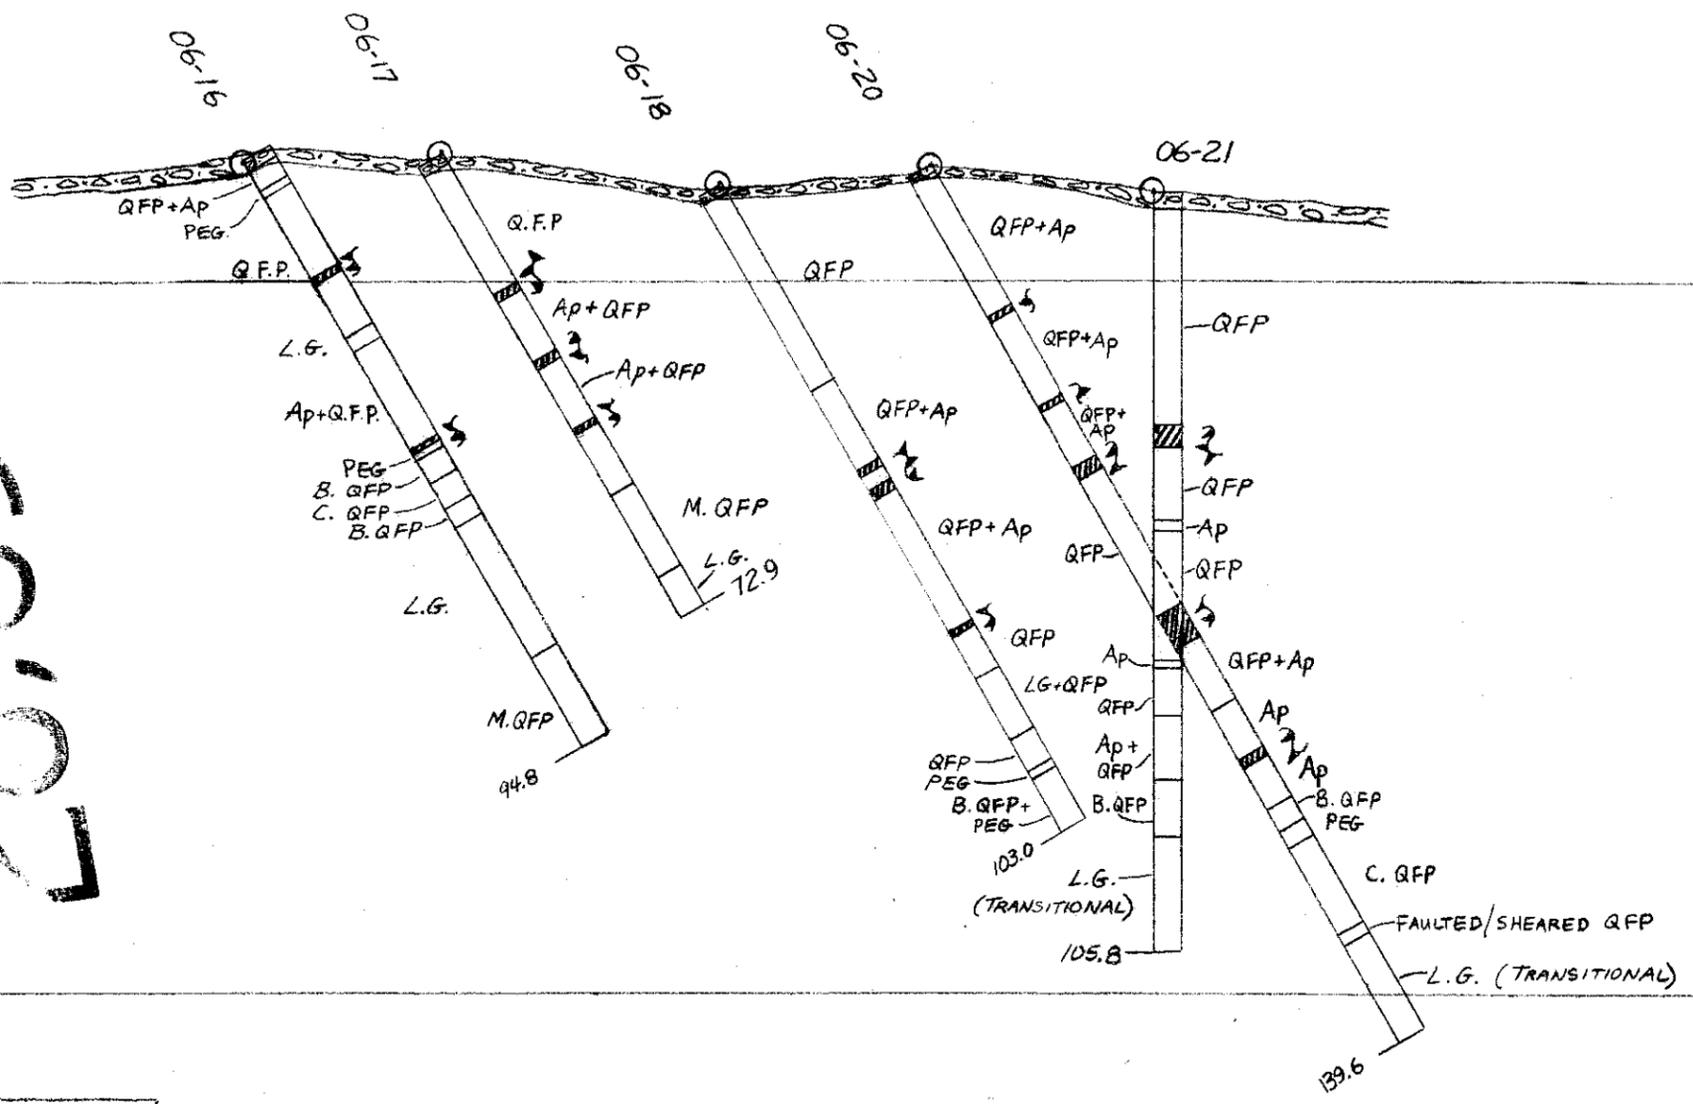 06-16
06-17
06-18
06-20
06-21
QFP+Ap
PEG.
Q.F.P.
L.G.
Ap+Q.F.P.
PEG
B. QFP
C. QFP
B. QFP
L.G.
M. QFP
94.8
Q.F.P
Ap+QFP
Ap+QFP
M. QFP
L.G.
72.9
QFP
QFP+Ap
QFP+Ap
QFP
LG+QFP
QFP
PEG
B. QFP+
PEG
103.0
QFP+Ap
QFP+Ap
QFP+
Ap
QFP
QFP+Ap
Ap
Ap
B. QFP
PEG
C. QFP
FAULTED/SHEARED QFP
L.G. (TRANSITIONAL)
139.6
QFP
QFP
Ap
QFP
Ap
QFP
Ap+
QFP
B. QFP
L.G.
(TRANSITIONAL)
105.8